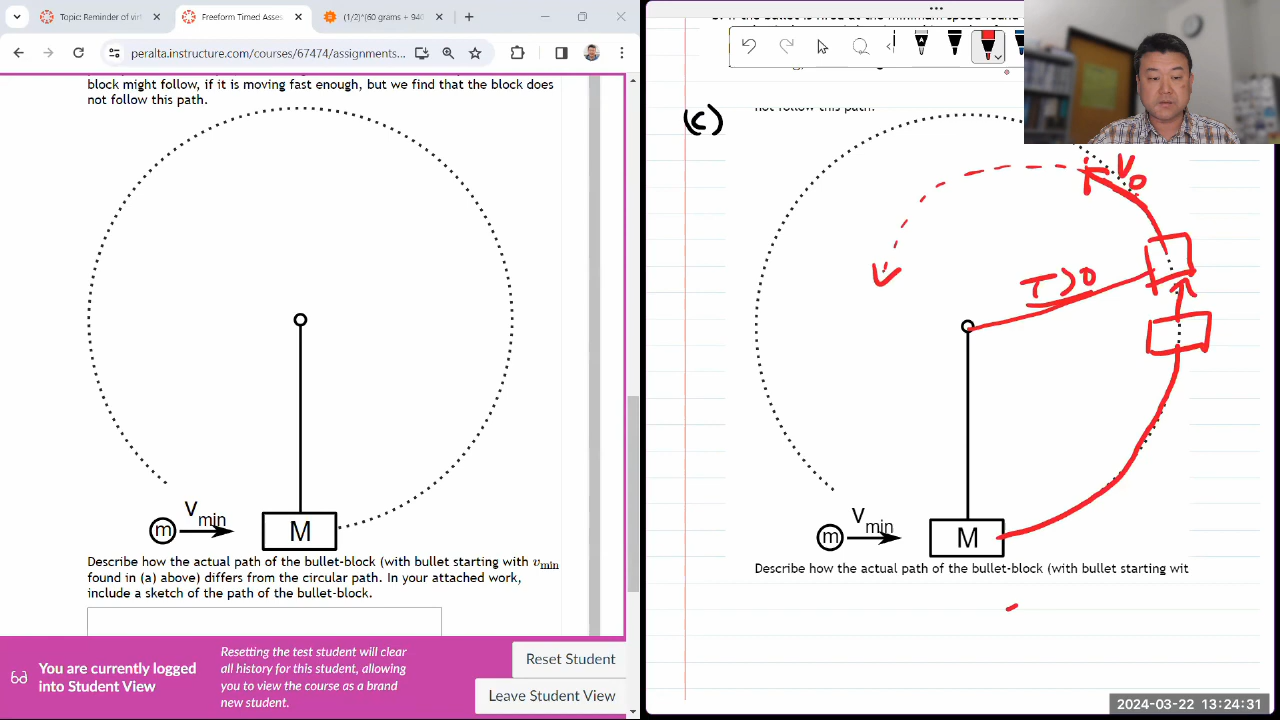 Topic Reminder of vir
Freeform Timed Asses
(1/2)*(60 grams + 940
peralta.instructure.com/courses/67474/assignments...
block might follow, if it is moving fast enough, but we find that the block does
not follow this path.
m
V min
M
Describe how the actual path of the bullet-block (with bullet starting with vmin
found in (a) above) differs from the circular path. In your attached work,
include a sketch of the path of the bullet-block.
You are currently logged
into Student View
Resetting the test student will clear
all history for this student, allowing
you to view the course as a brand
new student.
Reset Student
Leave Student View
not follow this path.
(c)
V0
T>0
m
V min
M
Describe how the actual path of the bullet-block (with bullet starting wit
2024-03-22 13:24:31